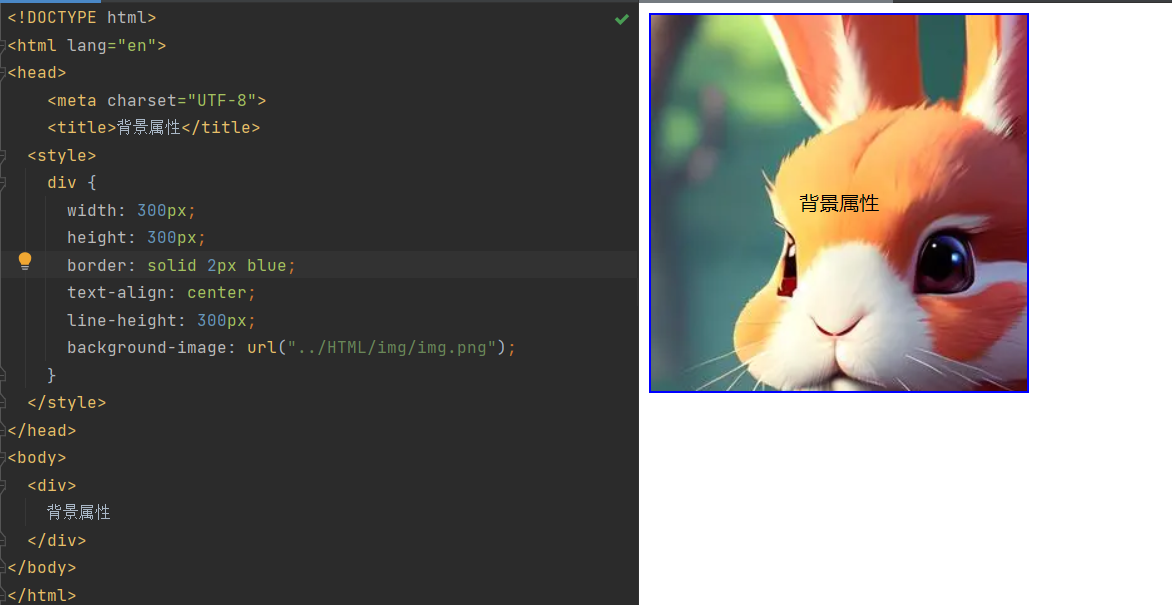 <!DOCTYPE html>
<html lang="en">
<head>
    <meta charset="UTF-8">
    <title>背景属性</title>
  <style>
    div {
      width: 300px;
      height: 300px;
      border: solid 2px blue;
      text-align: center;
      line-height: 300px;
      background-image: url("../HTML/img/img.png");
    }
  </style>
</head>
<body>
  <div>
    背景属性
  </div>
</body>
</html>
背景属性